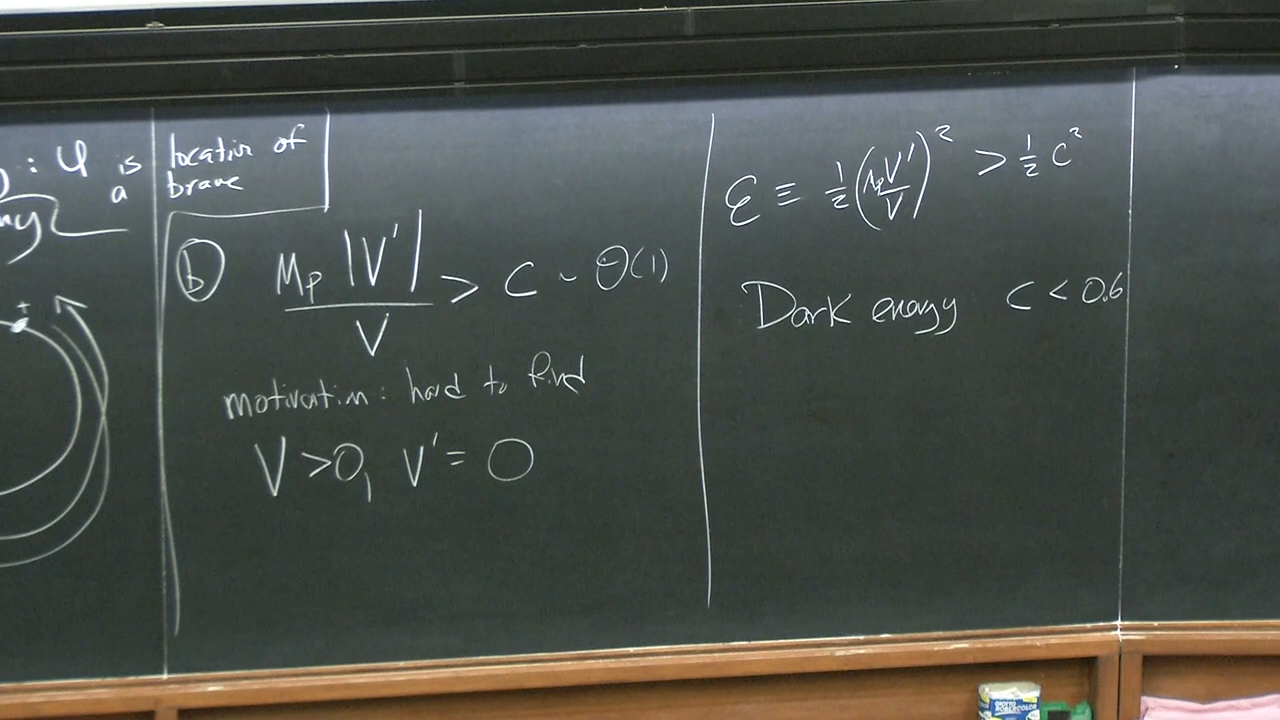 : φ is a
location of
brane
(b) Mp |V'| / V > C ~ O(1)
motivation: hard to find
V > 0, V' = 0
ε ≡ 1/2 (Mp V' / V)² > 1/2 c²
Dark energy C < 0.6